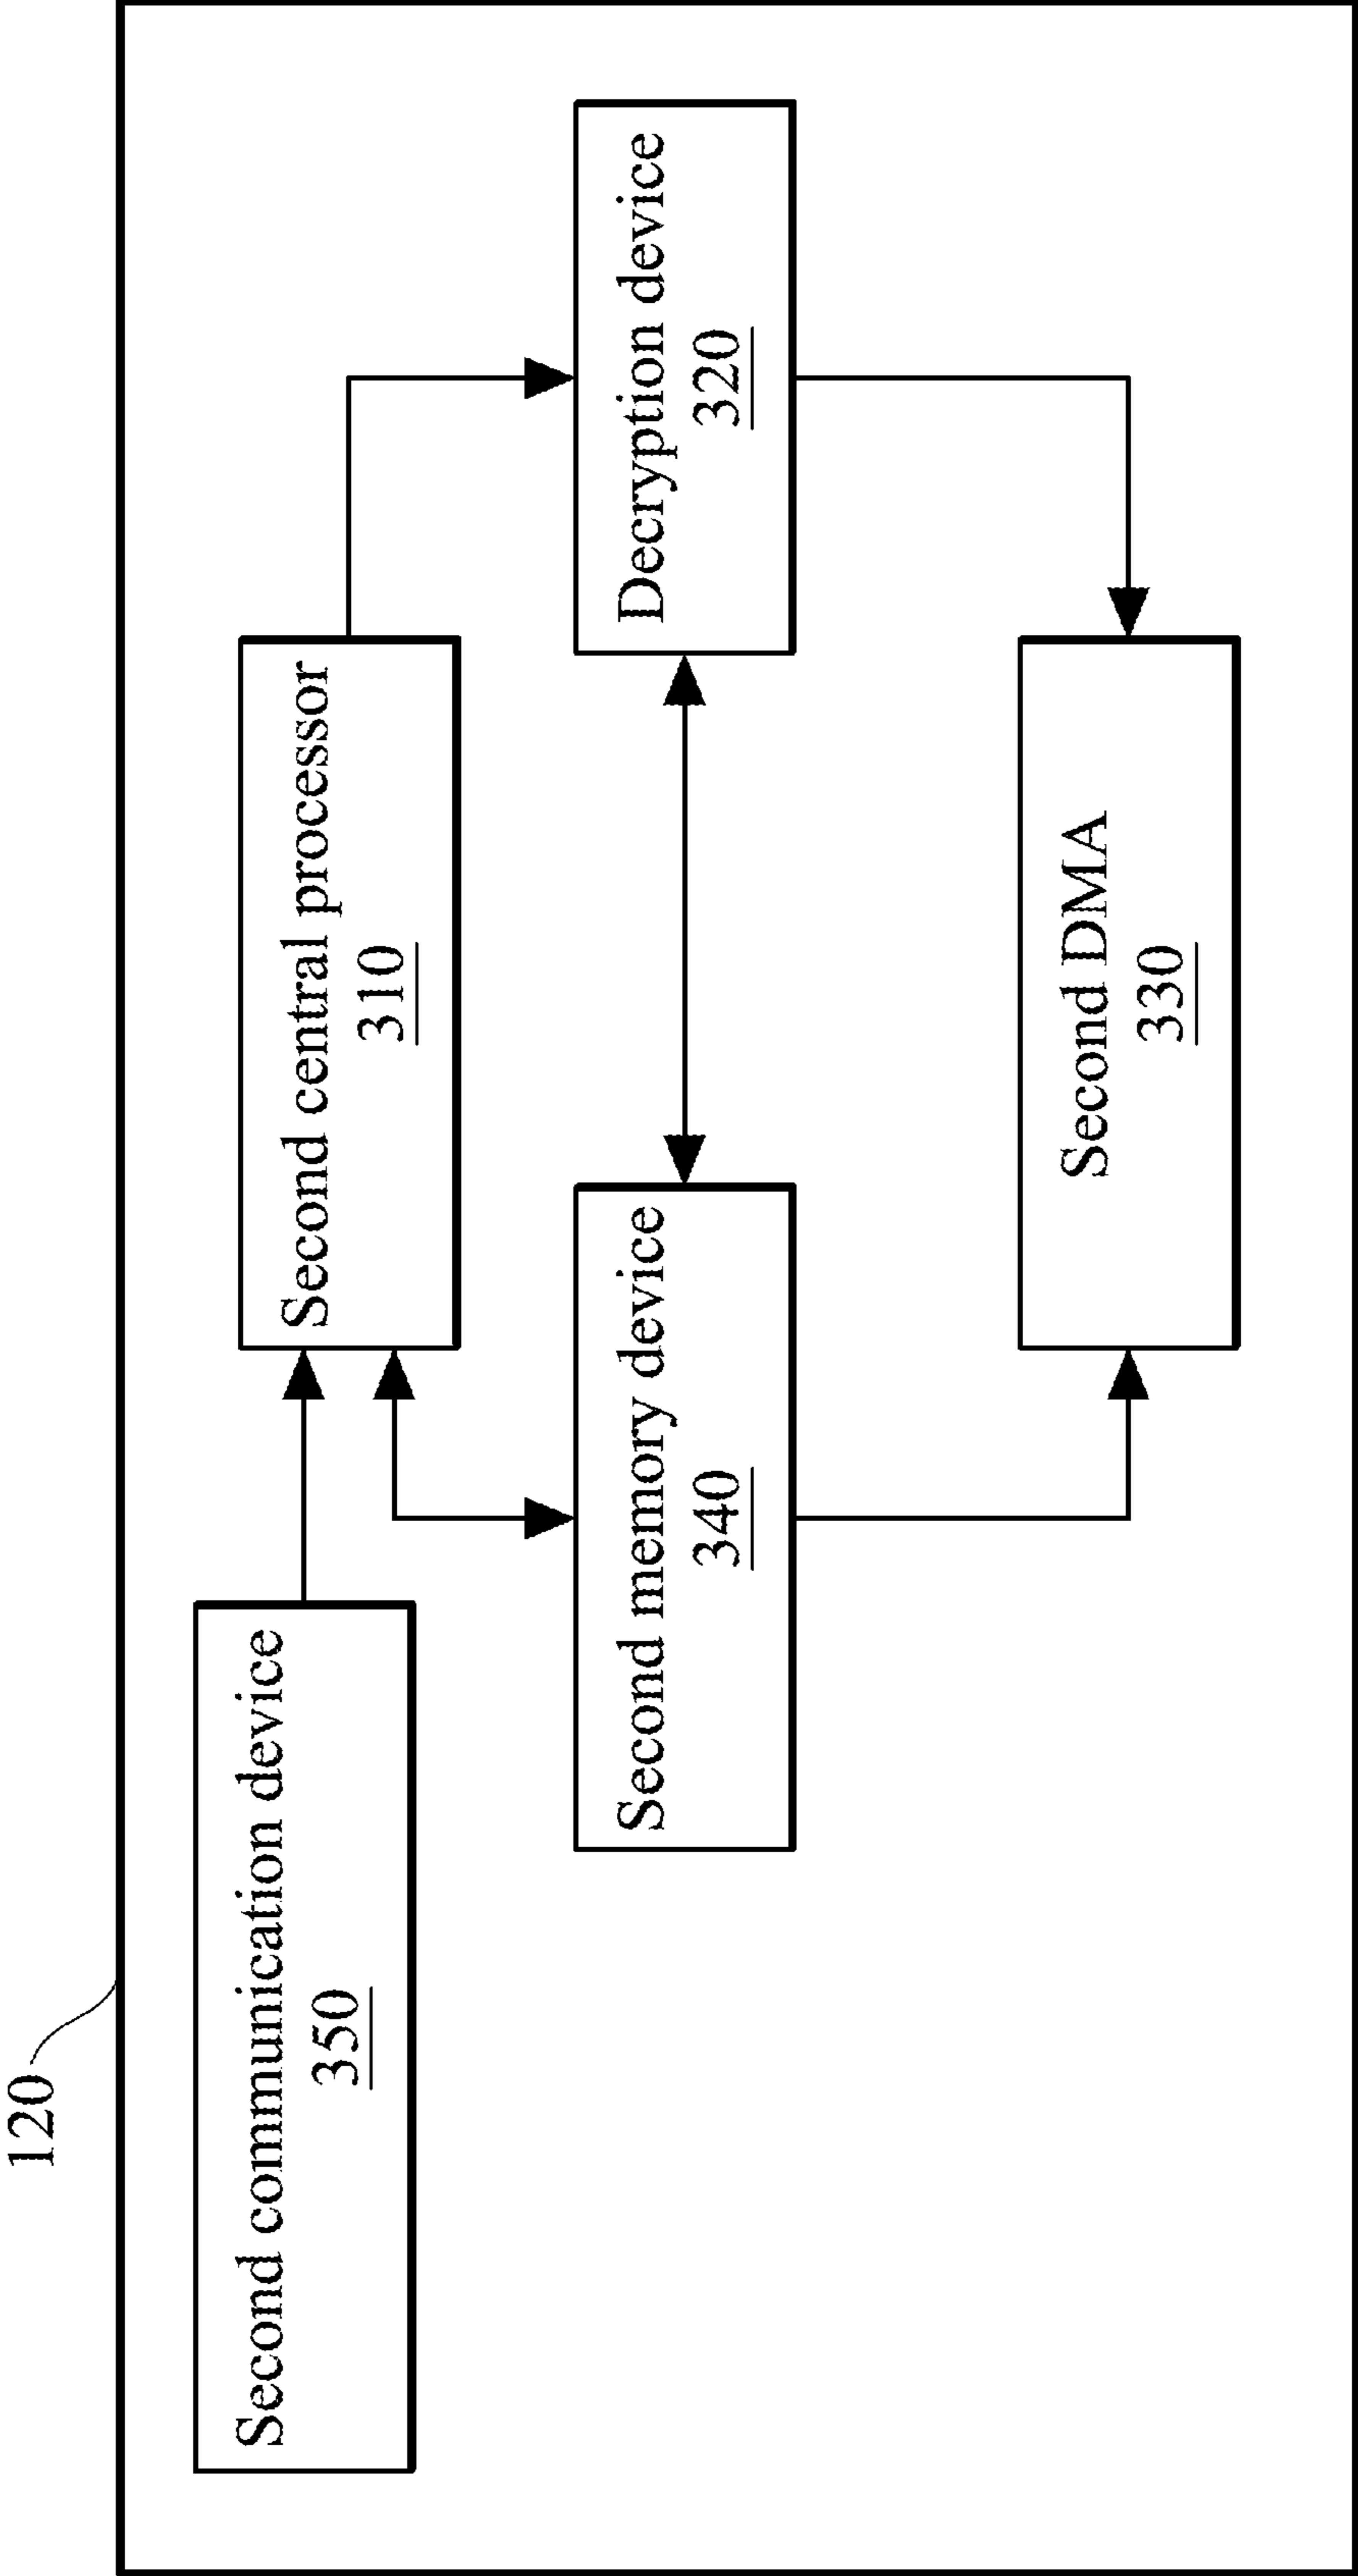 120
Second communication device
350
Second central processor
310
Second memory device
340
Decryption device
320
Second DMA
330